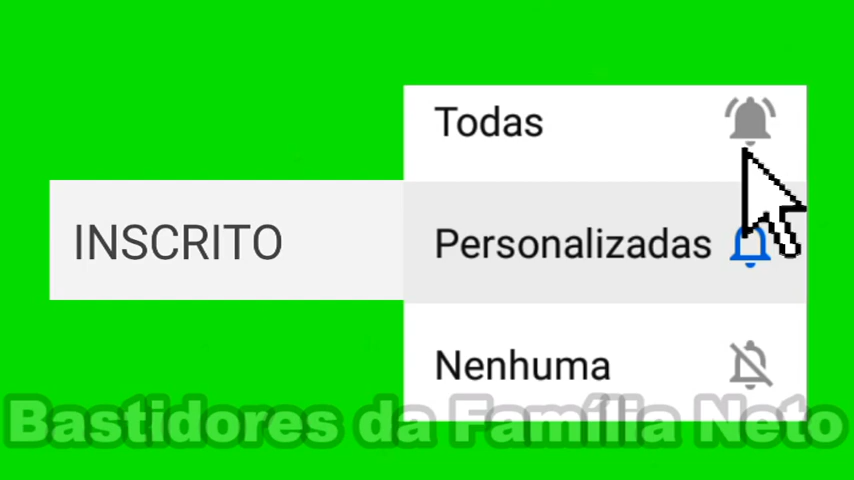 Todas
INSCRITO
Personalizadas
Nenhuma
Bastidores da Família Neto